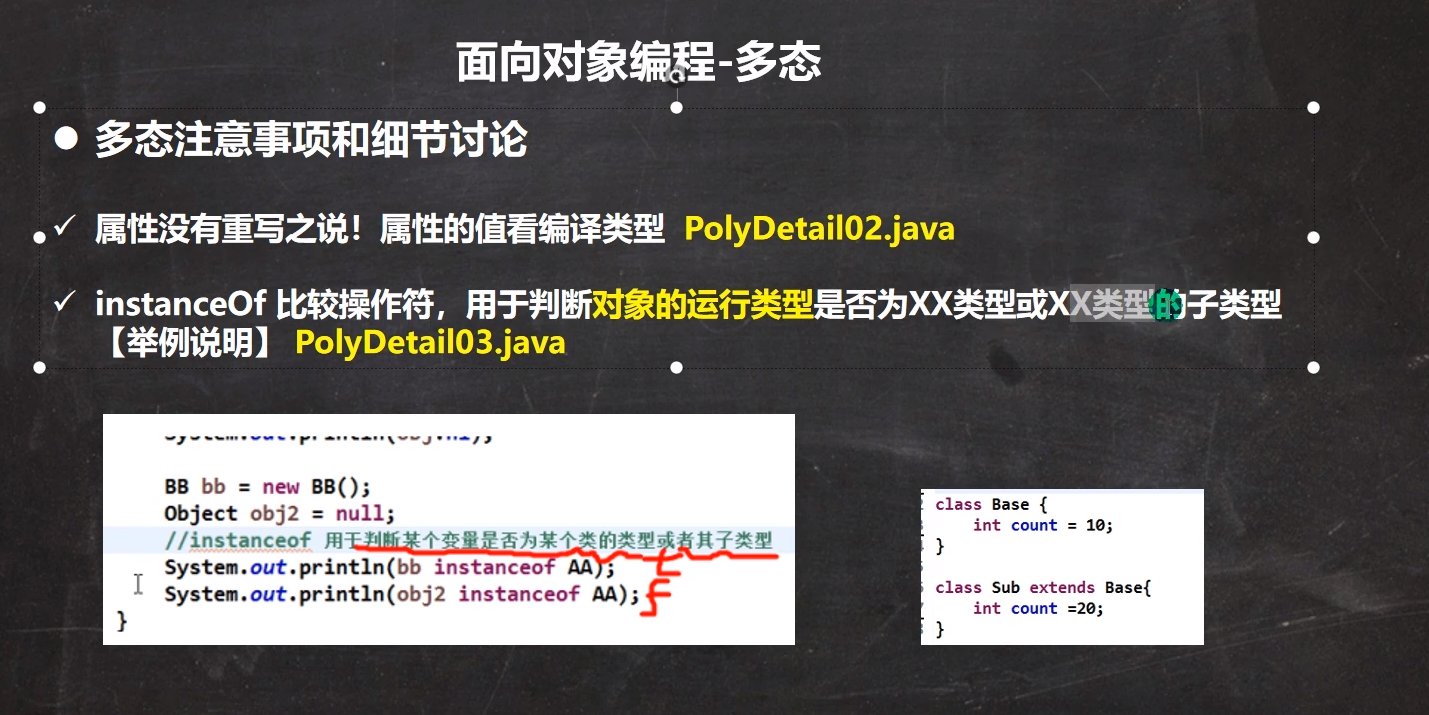 面向对象编程-多态
● 多态注意事项和细节讨论
✓ 属性没有重写之说！属性的值看编译类型 PolyDetail02.java
✓ instanceOf 比较操作符，用于判断对象的运行类型是否为XX类型或XX类型的子类型
【举例说明】 PolyDetail03.java
BB bb = new BB();
Object obj2 = null;
//instanceof 用于判断某个变量是否为某个类的类型或者其子类型
System.out.println(bb instanceof AA); t
System.out.println(obj2 instanceof AA); f
}
class Base {
int count = 10;
}
class Sub extends Base{
int count =20;
}